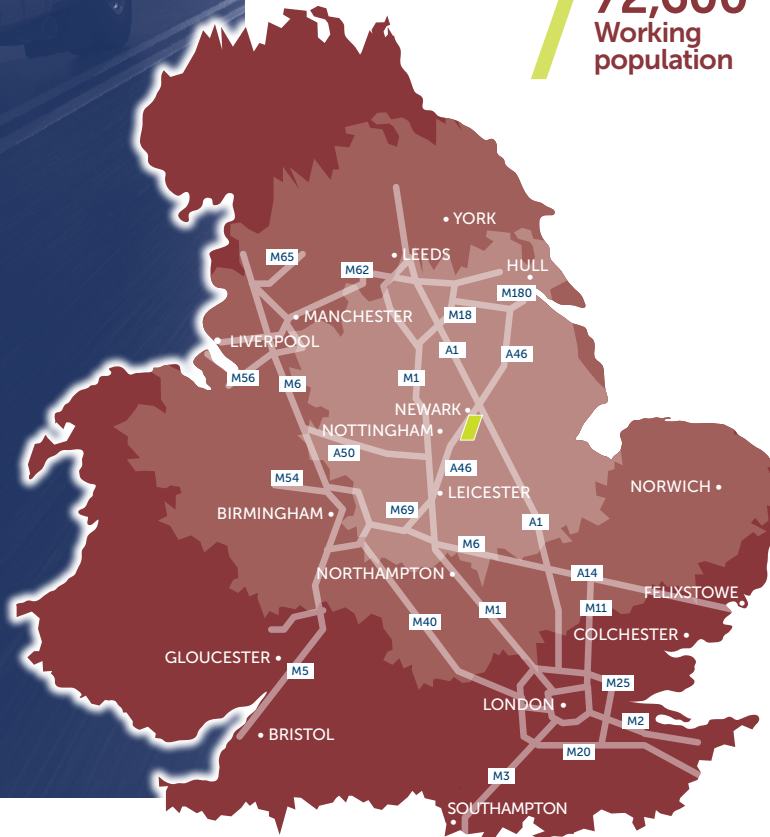 72,600
Working
population
YORK
LEEDS
M65
M62
HULL
M180
M18
MANCHESTER
LIVERPOOL
A1
A46
M56
M6
M1
NEWARK
NOTTINGHAM
A50
A46
M54
LEICESTER
NORWICH
M69
BIRMINGHAM
A1
M6
NORTHAMPTON
A14
FELIXSTOWE
M1
M11
M40
COLCHESTER
GLOUCESTER
M5
M25
LONDON
M2
BRISTOL
M20
M3
SOUTHAMPTON